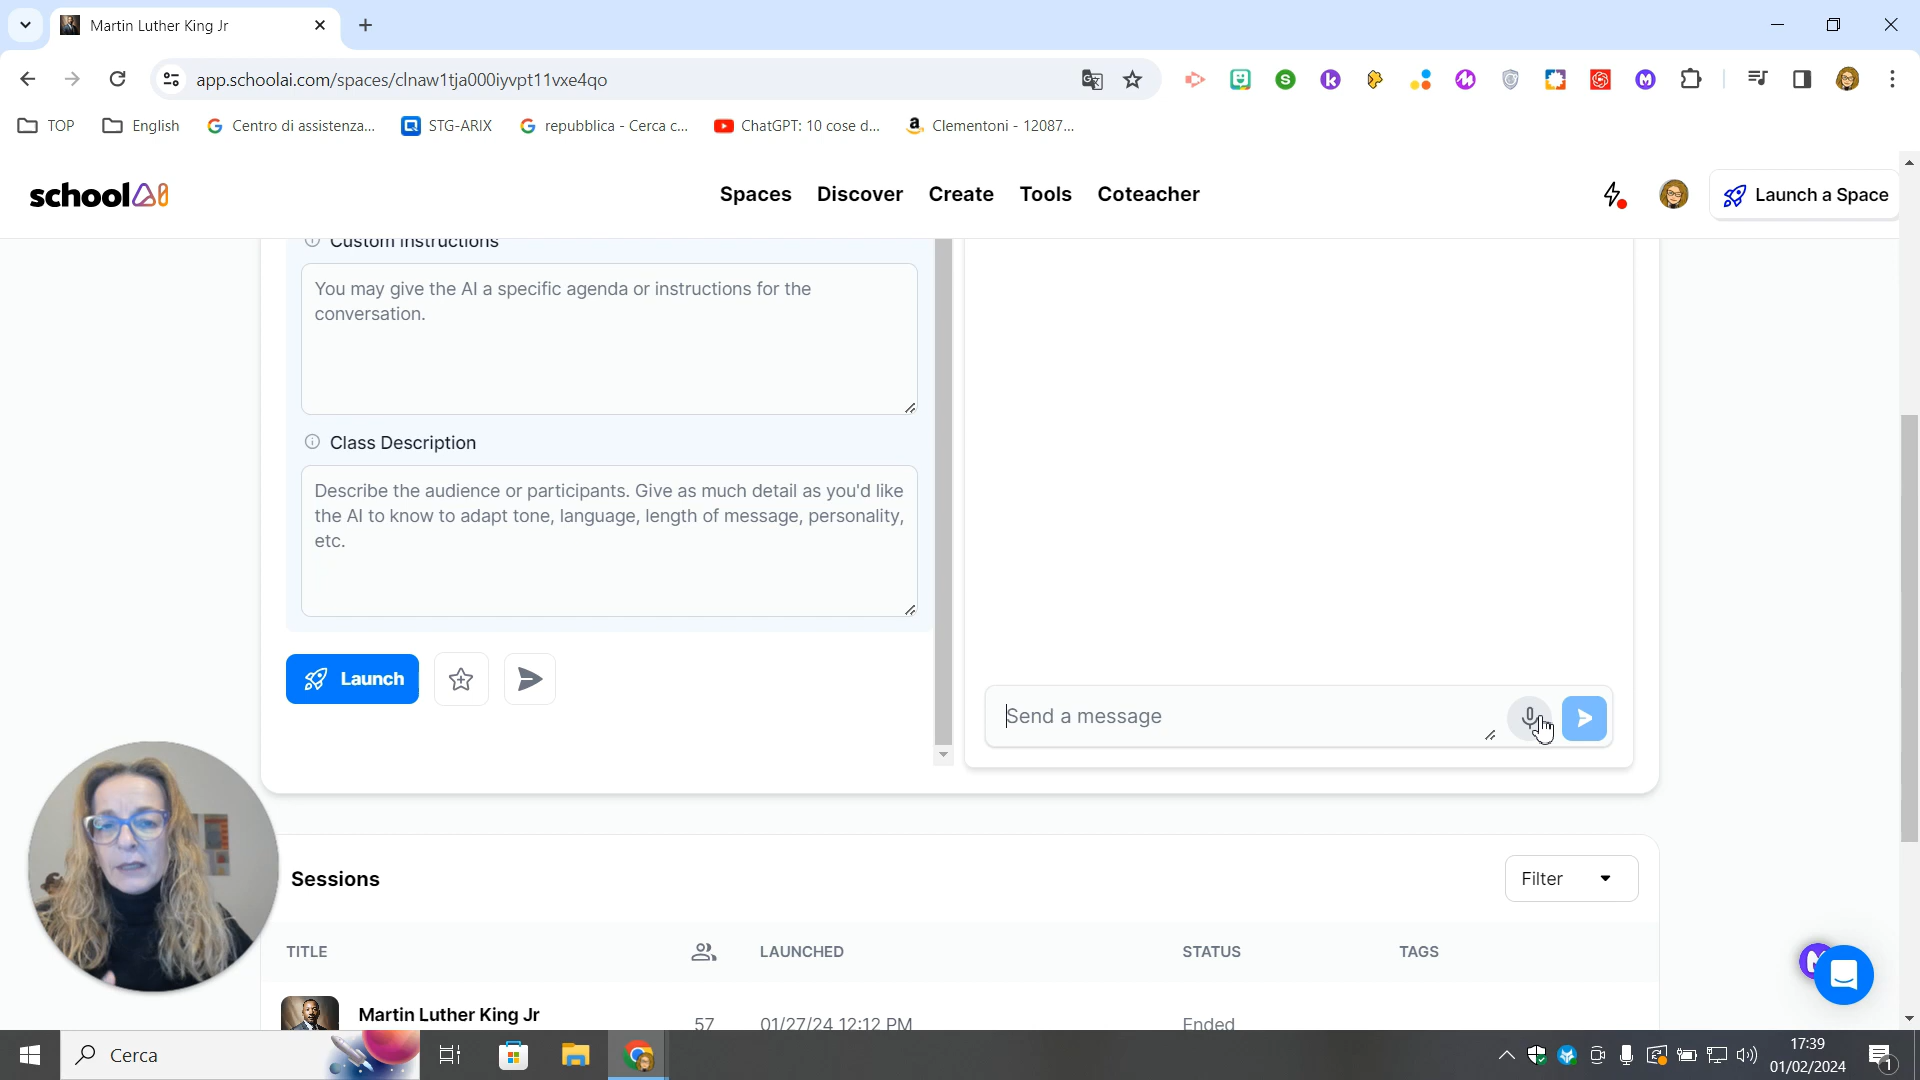 Martin Luther King Jr
app.schoolai.com/spaces/clnaw1tja000iyvpt11vxe4qo
TOP
English
Centro di assistenza...
STG-ARIX
repubblica - Cerca c...
ChatGPT: 10 cose d...
Clementoni - 12087...
schoolAI
Spaces
Discover
Create
Tools
Coteacher
Launch a Space
Custom Instructions
You may give the AI a specific agenda or instructions for the
conversation.
Class Description
Describe the audience or participants. Give as much detail as you'd like
the AI to know to adapt tone, language, length of message, personality,
etc.
Launch
Send a message
Sessions
Filter
TITLE
LAUNCHED
STATUS
TAGS
Martin Luther King Jr
57
01/27/24 12:12 PM
Ended
Cerca
17:39
01/02/2024
1